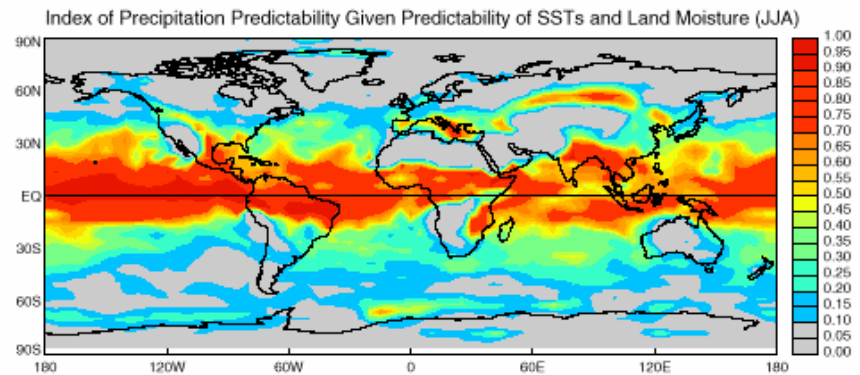 Index of Precipitation Predictability Given Predictability of SSTs and Land Moisture (JJA)
90N
60N
30N
EQ
30S
60S
90S
180
120W
60W
0
60E
120E
180
1.00
0.95
0.90
0.85
0.80
0.75
0.70
0.65
0.60
0.55
0.50
0.45
0.40
0.35
0.30
0.25
0.20
0.15
0.10
0.05
0.00